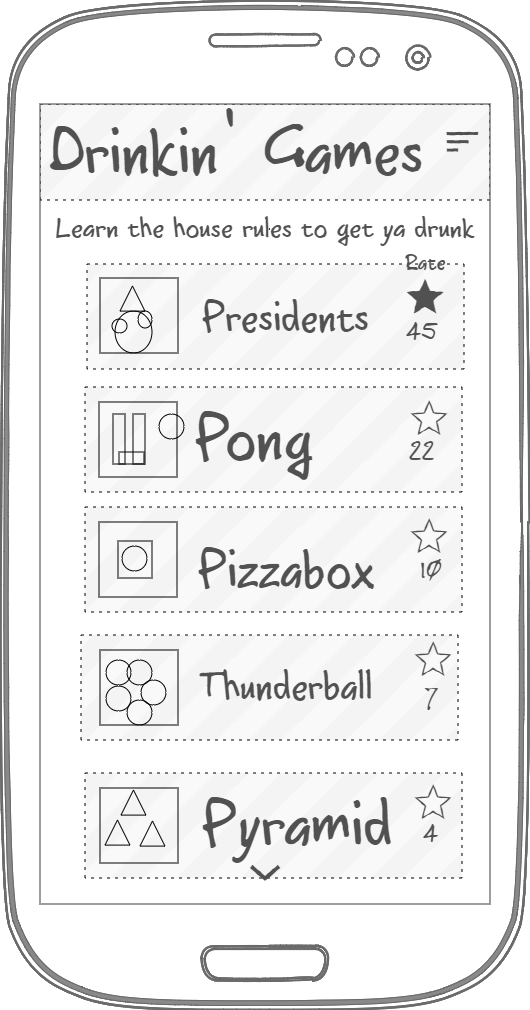 Drinkin' Games
Learn the house rules to get ya drunk
Rate
Presidents
45
Pong
22
Pizzabox
10
Thunderball
7
Pyramid
4